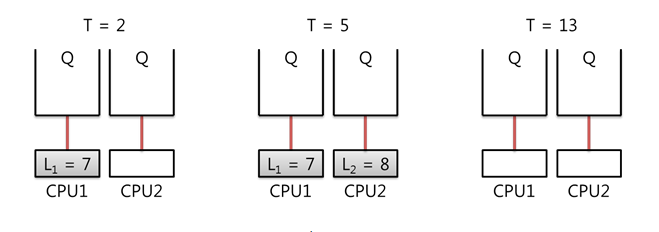 T = 2 T = 5 T = 13
Q Q Q Q Q Q
L₁ = 7 L₁ = 7 L₂ = 8
CPU1 CPU2 CPU1 CPU2 CPU1 CPU2